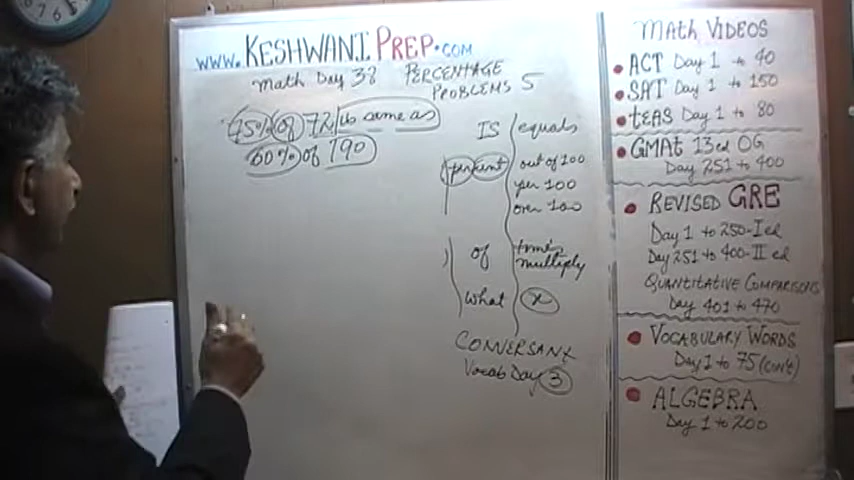 www.KESHWANIPREP.COM
Math Day 38 PERCENTAGE
PROBLEMS 5
75% of 72 is same as
60% of 190
IS equals
percent out of 100
per 100
over 100
of times
multiply
what x
CONVERSANT
Vocab Day 3
MATH VIDEOS
ACT Day 1 to 40
SAT Day 1 to 150
tEAS Day 1 to 80
GMAt 13ed OG
Day 251 to 400
REVISED GRE
Day 1 to 250-I ed
Day 251 to 400-II ed
QUANTITATIVE COMPARISONS
Day 401 to 470
VOCABULARY WORDS
Day 1 to 75 (con't)
ALGEBRA
Day 1 to 200